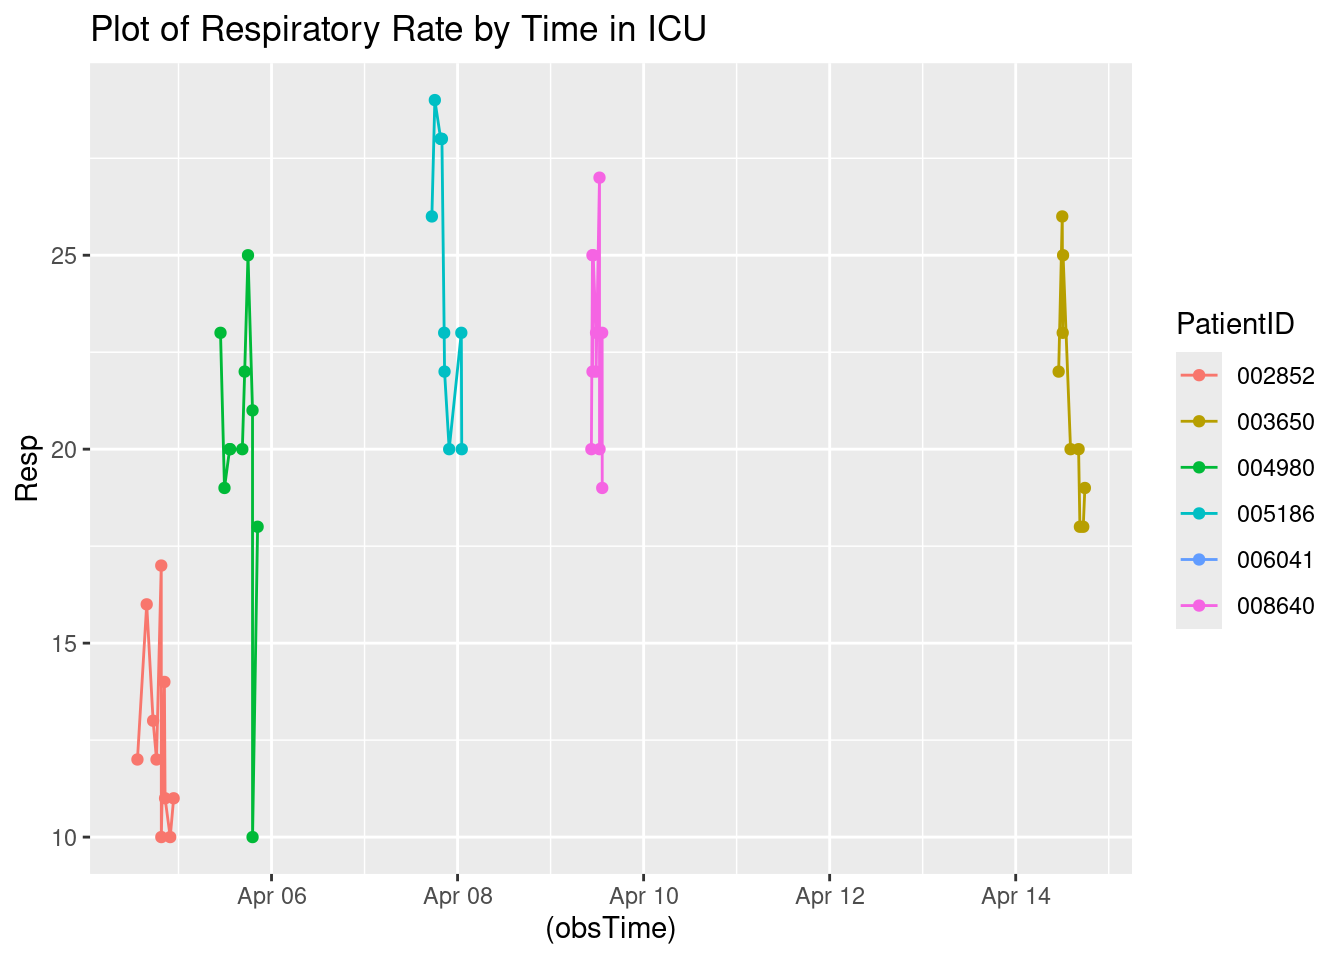 Plot of Respiratory Rate by Time in ICU
Resp
25
20
15
10
Apr 06
Apr 08
Apr 10
Apr 12
Apr 14
(obsTime)
PatientID
002852
003650
004980
005186
006041
008640